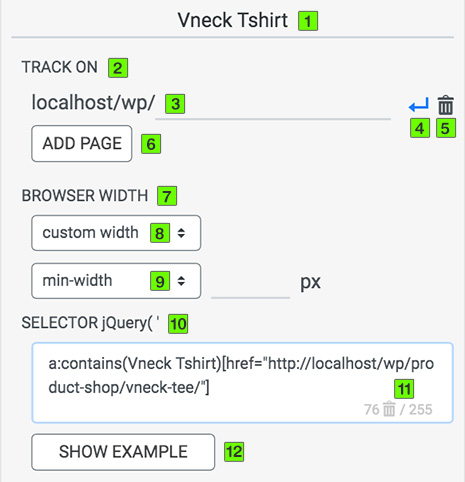 Vneck Tshirt 1
TRACK ON 2
localhost/wp/ 3
4 5
ADD PAGE 6
BROWSER WIDTH 7
custom width 8
min-width 9 px
SELECTOR jQuery( ' 10
a:contains(Vneck Tshirt)[href="http://localhost/wp/pro
duct-shop/vneck-tee/"] 11
76 / 255
SHOW EXAMPLE 12